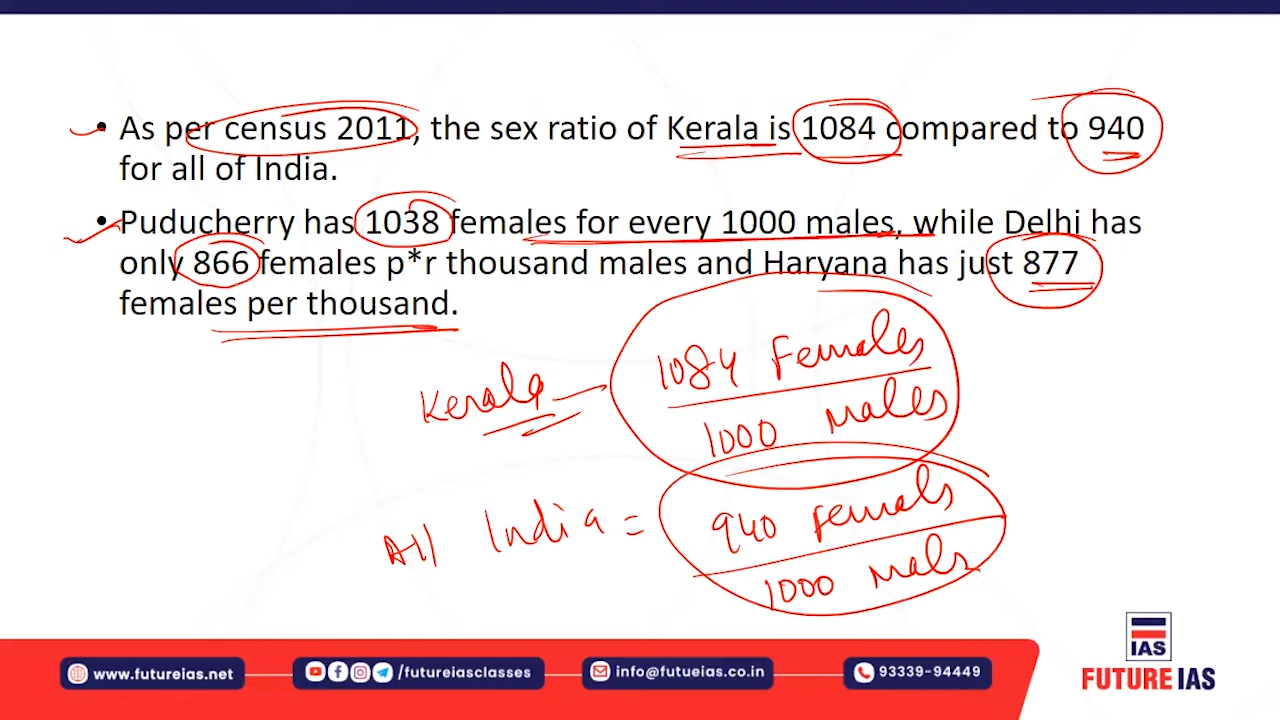 • As per census 2011, the sex ratio of Kerala is 1084 compared to 940
for all of India.
• Puducherry has 1038 females for every 1000 males, while Delhi has
only 866 females p*r thousand males and Haryana has just 877
females per thousand.
Kerala — 1084 Females
1000 Males
All India = 940 Femals
1000 Mals
www.futureias.net /futureiasclasses info@futueias.co.in 93339-94449
IAS
FUTURE IAS